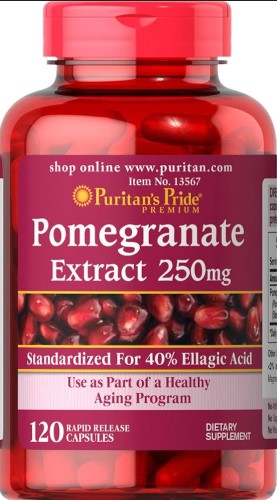 shop online www.puritan.com
Item No. 13567
Puritan's Pride®
PREMIUM
Pomegranate
Extract 250mg
Standardized For 40% Ellagic Acid
Use as Part of a Healthy
Aging Program
120 RAPID RELEASE
CAPSULES
DIETARY
SUPPLEMENT